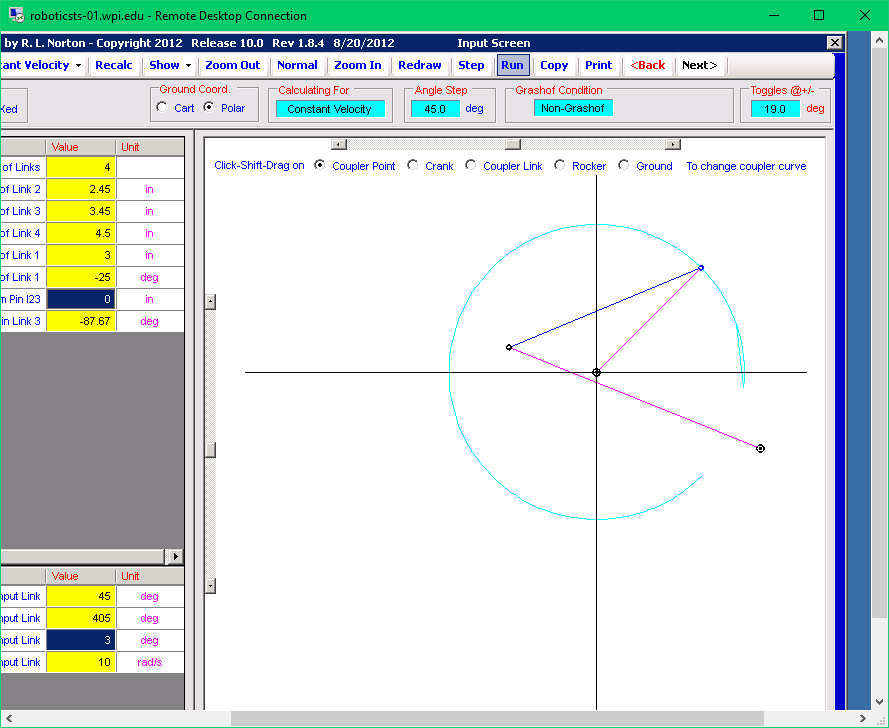 roboticsts-01.wpi.edu - Remote Desktop Connection
by R. L. Norton - Copyright 2012 Release 10.0 Rev 1.8.4 8/20/2012 Input Screen
ant Velocity Recalc Show Zoom Out Normal Zoom In Redraw Step Run Copy Print <Back Next>
Ground Coord. Calculating For Angle Step Grashof Condition Toggles @+/-
xed Cart Polar Constant Velocity 45.0 deg Non-Grashof 19.0 deg
Value Unit
of Links 4
of Link 2 2.45 in
of Link 3 3.45 in
of Link 4 4.5 in
of Link 1 3 in
of Link 1 -25 deg
m Pin I23 0 in
in Link 3 -87.67 deg
Click-Shift-Drag on Coupler Point Crank Coupler Link Rocker Ground To change coupler curve
Value Unit
nput Link 45 deg
nput Link 405 deg
nput Link 3 deg
nput Link 10 rad/s